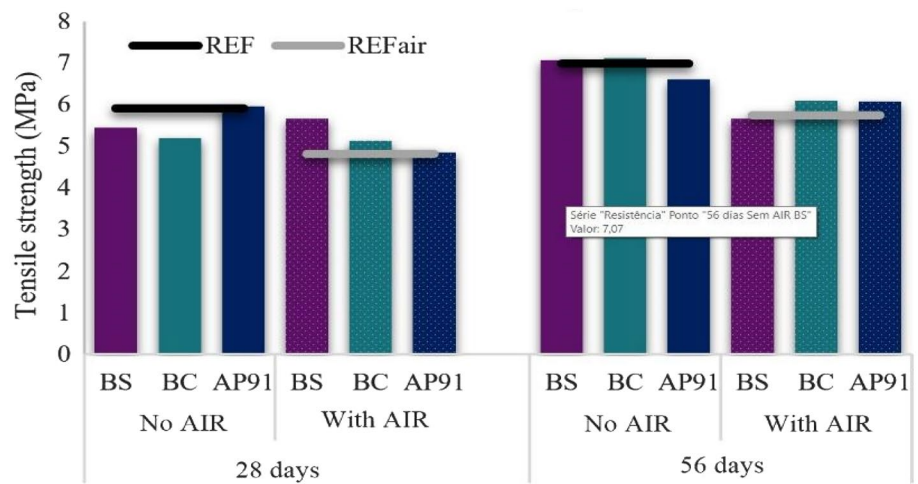 8
7
6
5
4
3
2
1
0
Tensile strength (MPa)
REF REFair
Série "Resistência" Ponto "56 dias Sem AIR BS"
Valor: 7,07
BS BC AP91 BS BC AP91 BS BC AP91 BS BC AP91
No AIR With AIR No AIR With AIR
28 days 56 days